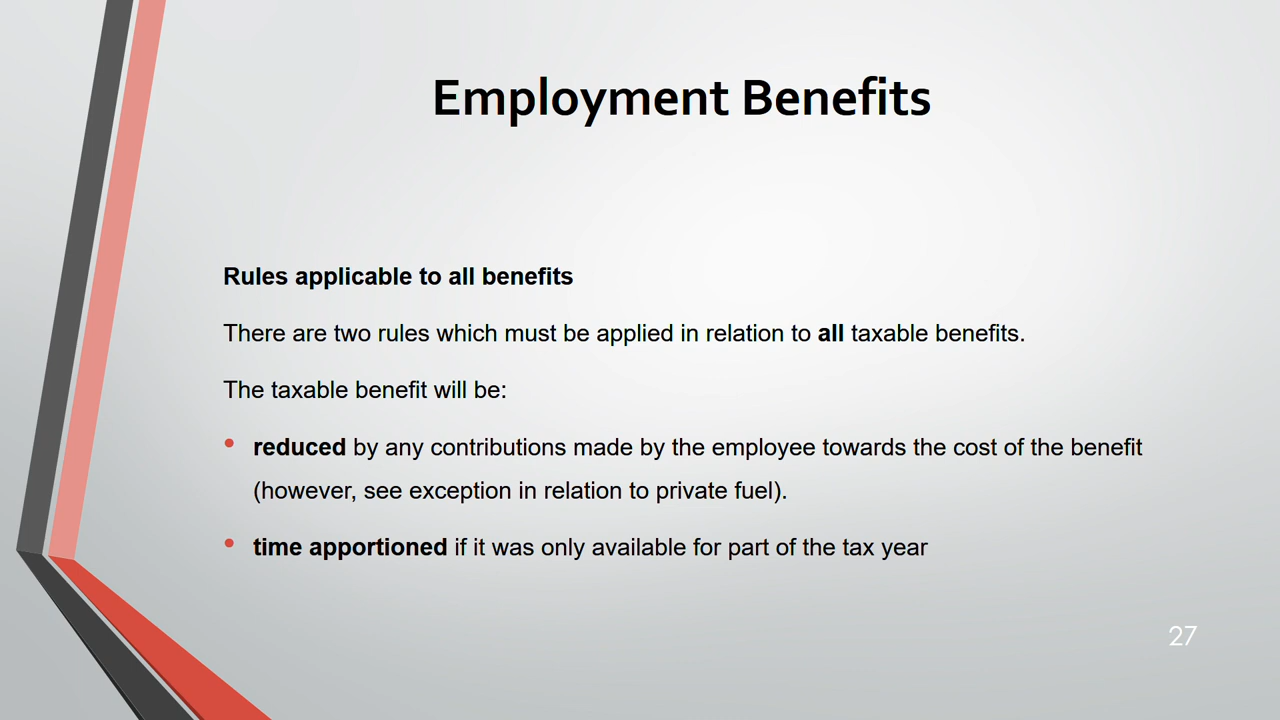 Employment Benefits
Rules applicable to all benefits
There are two rules which must be applied in relation to all taxable benefits.
The taxable benefit will be:
• reduced by any contributions made by the employee towards the cost of the benefit
(however, see exception in relation to private fuel).
• time apportioned if it was only available for part of the tax year
27